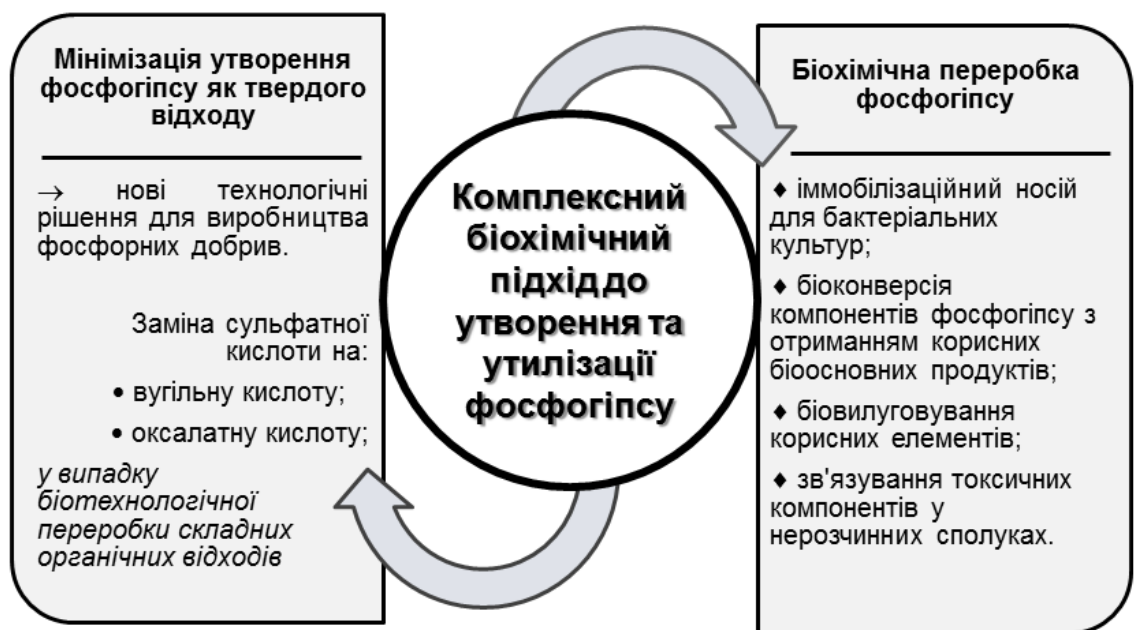 Мінімізація утворення
фосфогіпсу як твердого
відходу
→ нові технологічні
рішення для виробництва
фосфорних добрив.
Заміна сульфатної
кислоти на:
• вугільну кислоту;
• оксалатну кислоту;
у випадку
біотехнологічної
переробки складних
органічних відходів
Комплексний
біохімічний
підхід до
утворення та
утилізації
фосфогіпсу
Біохімічна переробка
фосфогіпсу
♦ іммобілізаційний носій
для бактеріальних
культур;
♦ біоконверсія
компонентів фосфогіпсу з
отриманням корисних
біоосновних продуктів;
♦ біовилуговування
корисних елементів;
♦ зв'язування токсичних
компонентів у
нерозчинних сполуках.